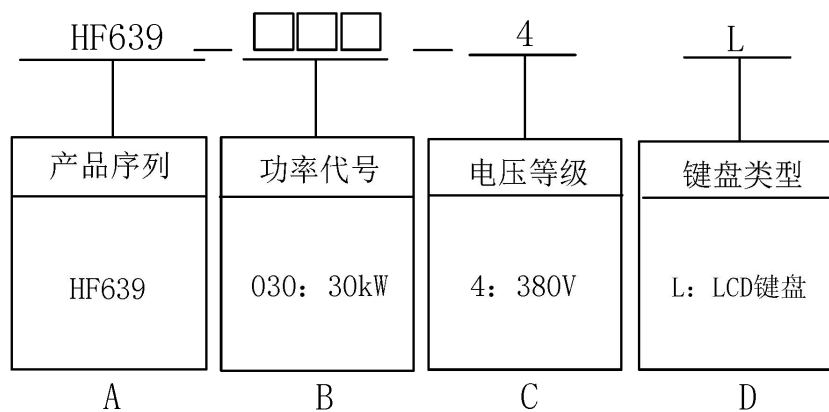 HF639 — □□□ — 4 L
产品序列 功率代号 电压等级 键盘类型
HF639 030: 30kW 4: 380V L: LCD键盘
A B C D